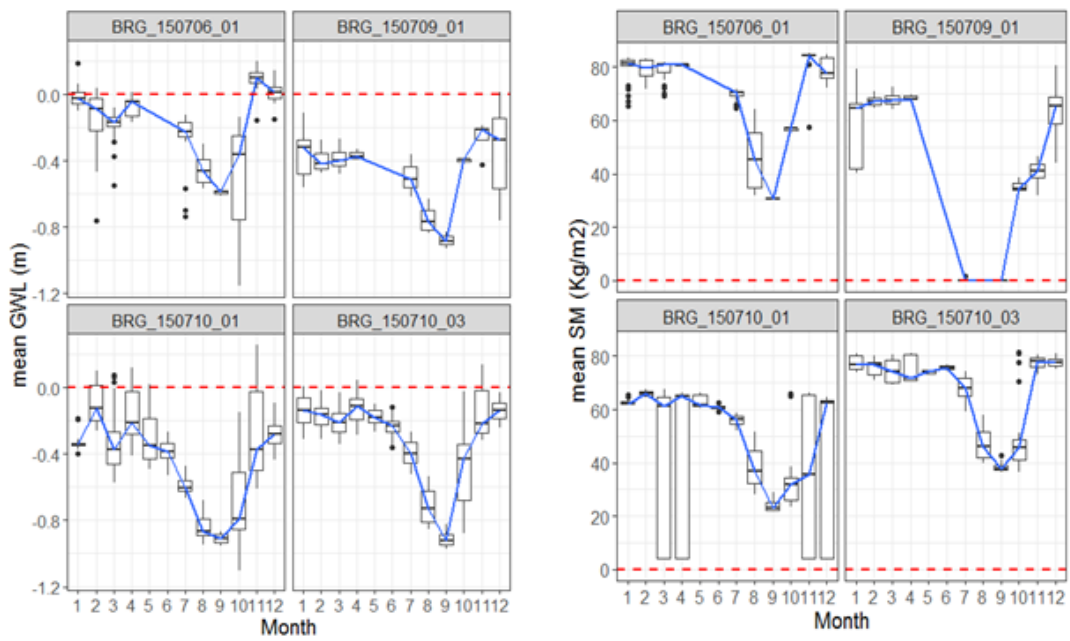 BRG_150706_01 BRG_150709_01
0.0
-0.4
-0.8
-1.2
BRG_150710_01 BRG_150710_03
0.0
-0.4
-0.8
-1.2
1 2 3 4 5 6 7 8 9 10 11 12 1 2 3 4 5 6 7 8 9 10 11 12
Month
mean GWL (m)
BRG_150706_01 BRG_150709_01
80
60
40
20
0
BRG_150710_01 BRG_150710_03
80
60
40
20
0
1 2 3 4 5 6 7 8 9 10 11 12 1 2 3 4 5 6 7 8 9 10 11 12
Month
mean SM (Kg/m2)